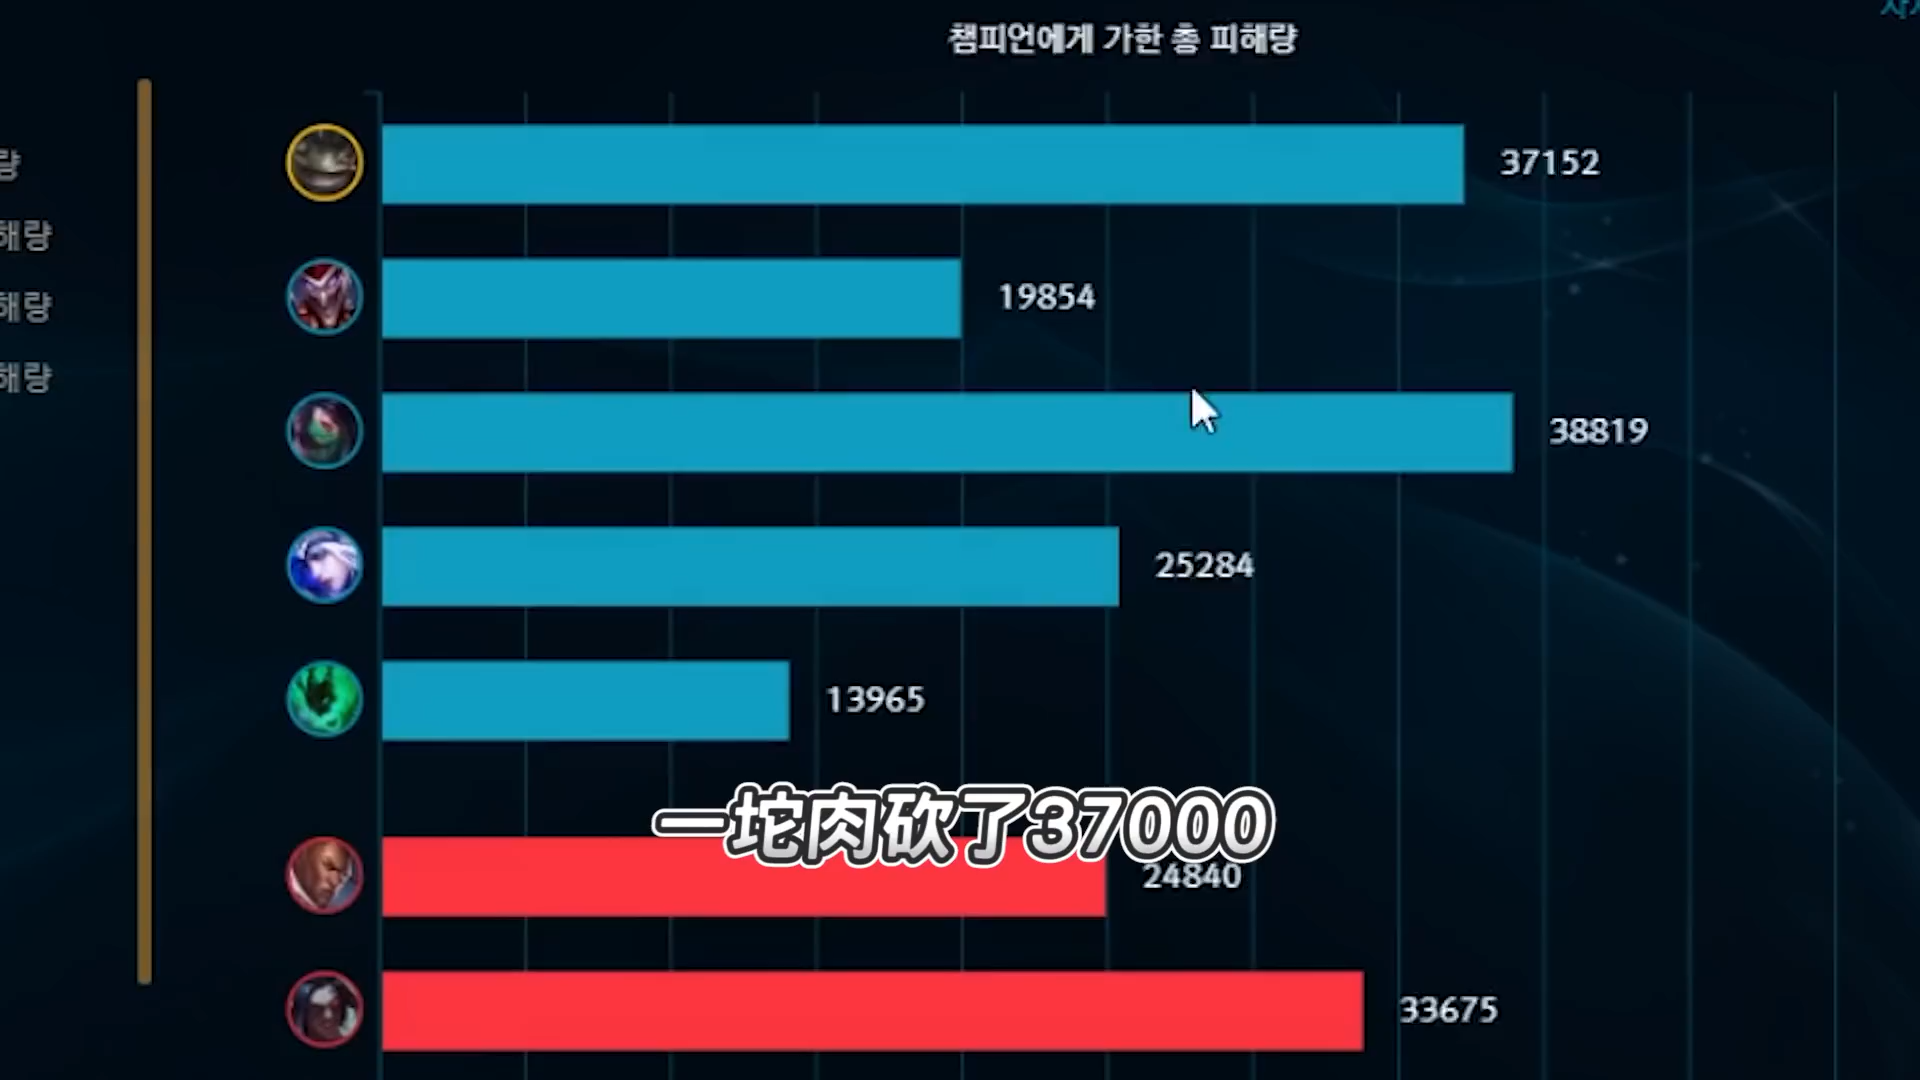 챔피언에게 가한 총 피해량
량
해량
해량
해량
37152
19854
38819
25284
13965
一坨肉砍了37000
24840
33675